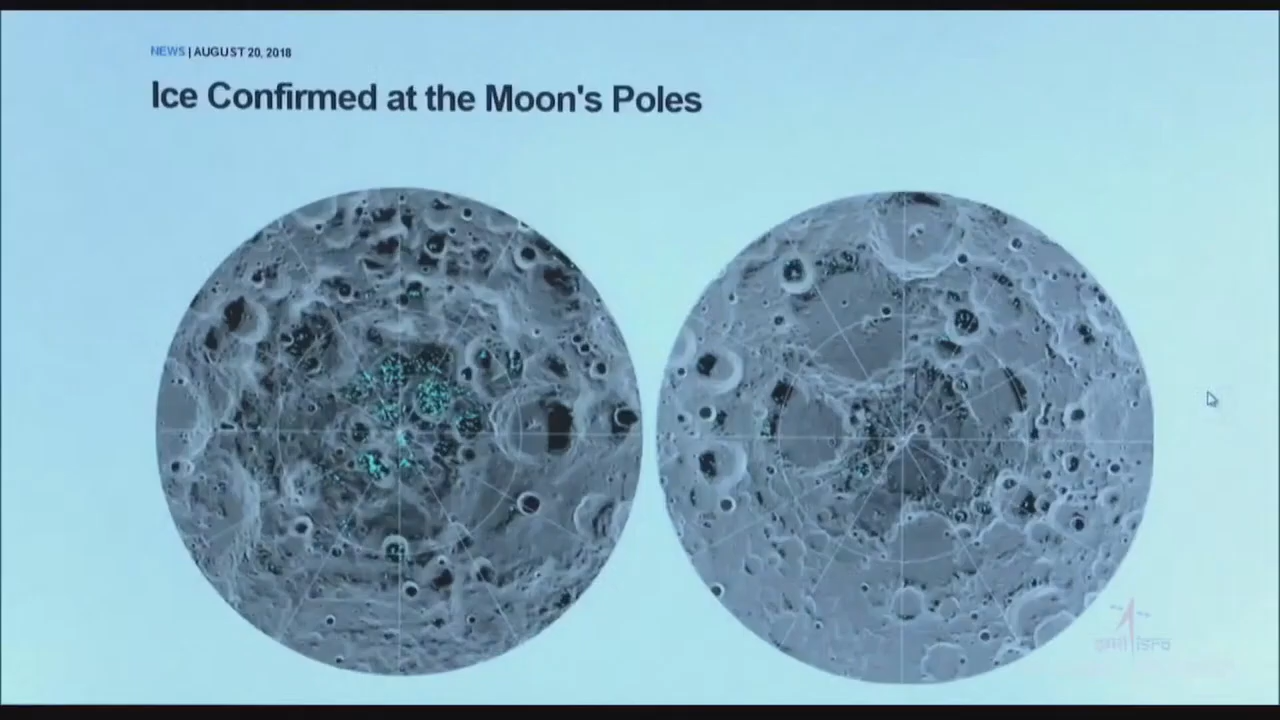 NEWS | AUGUST 20, 2018
Ice Confirmed at the Moon's Poles
इसरो isro